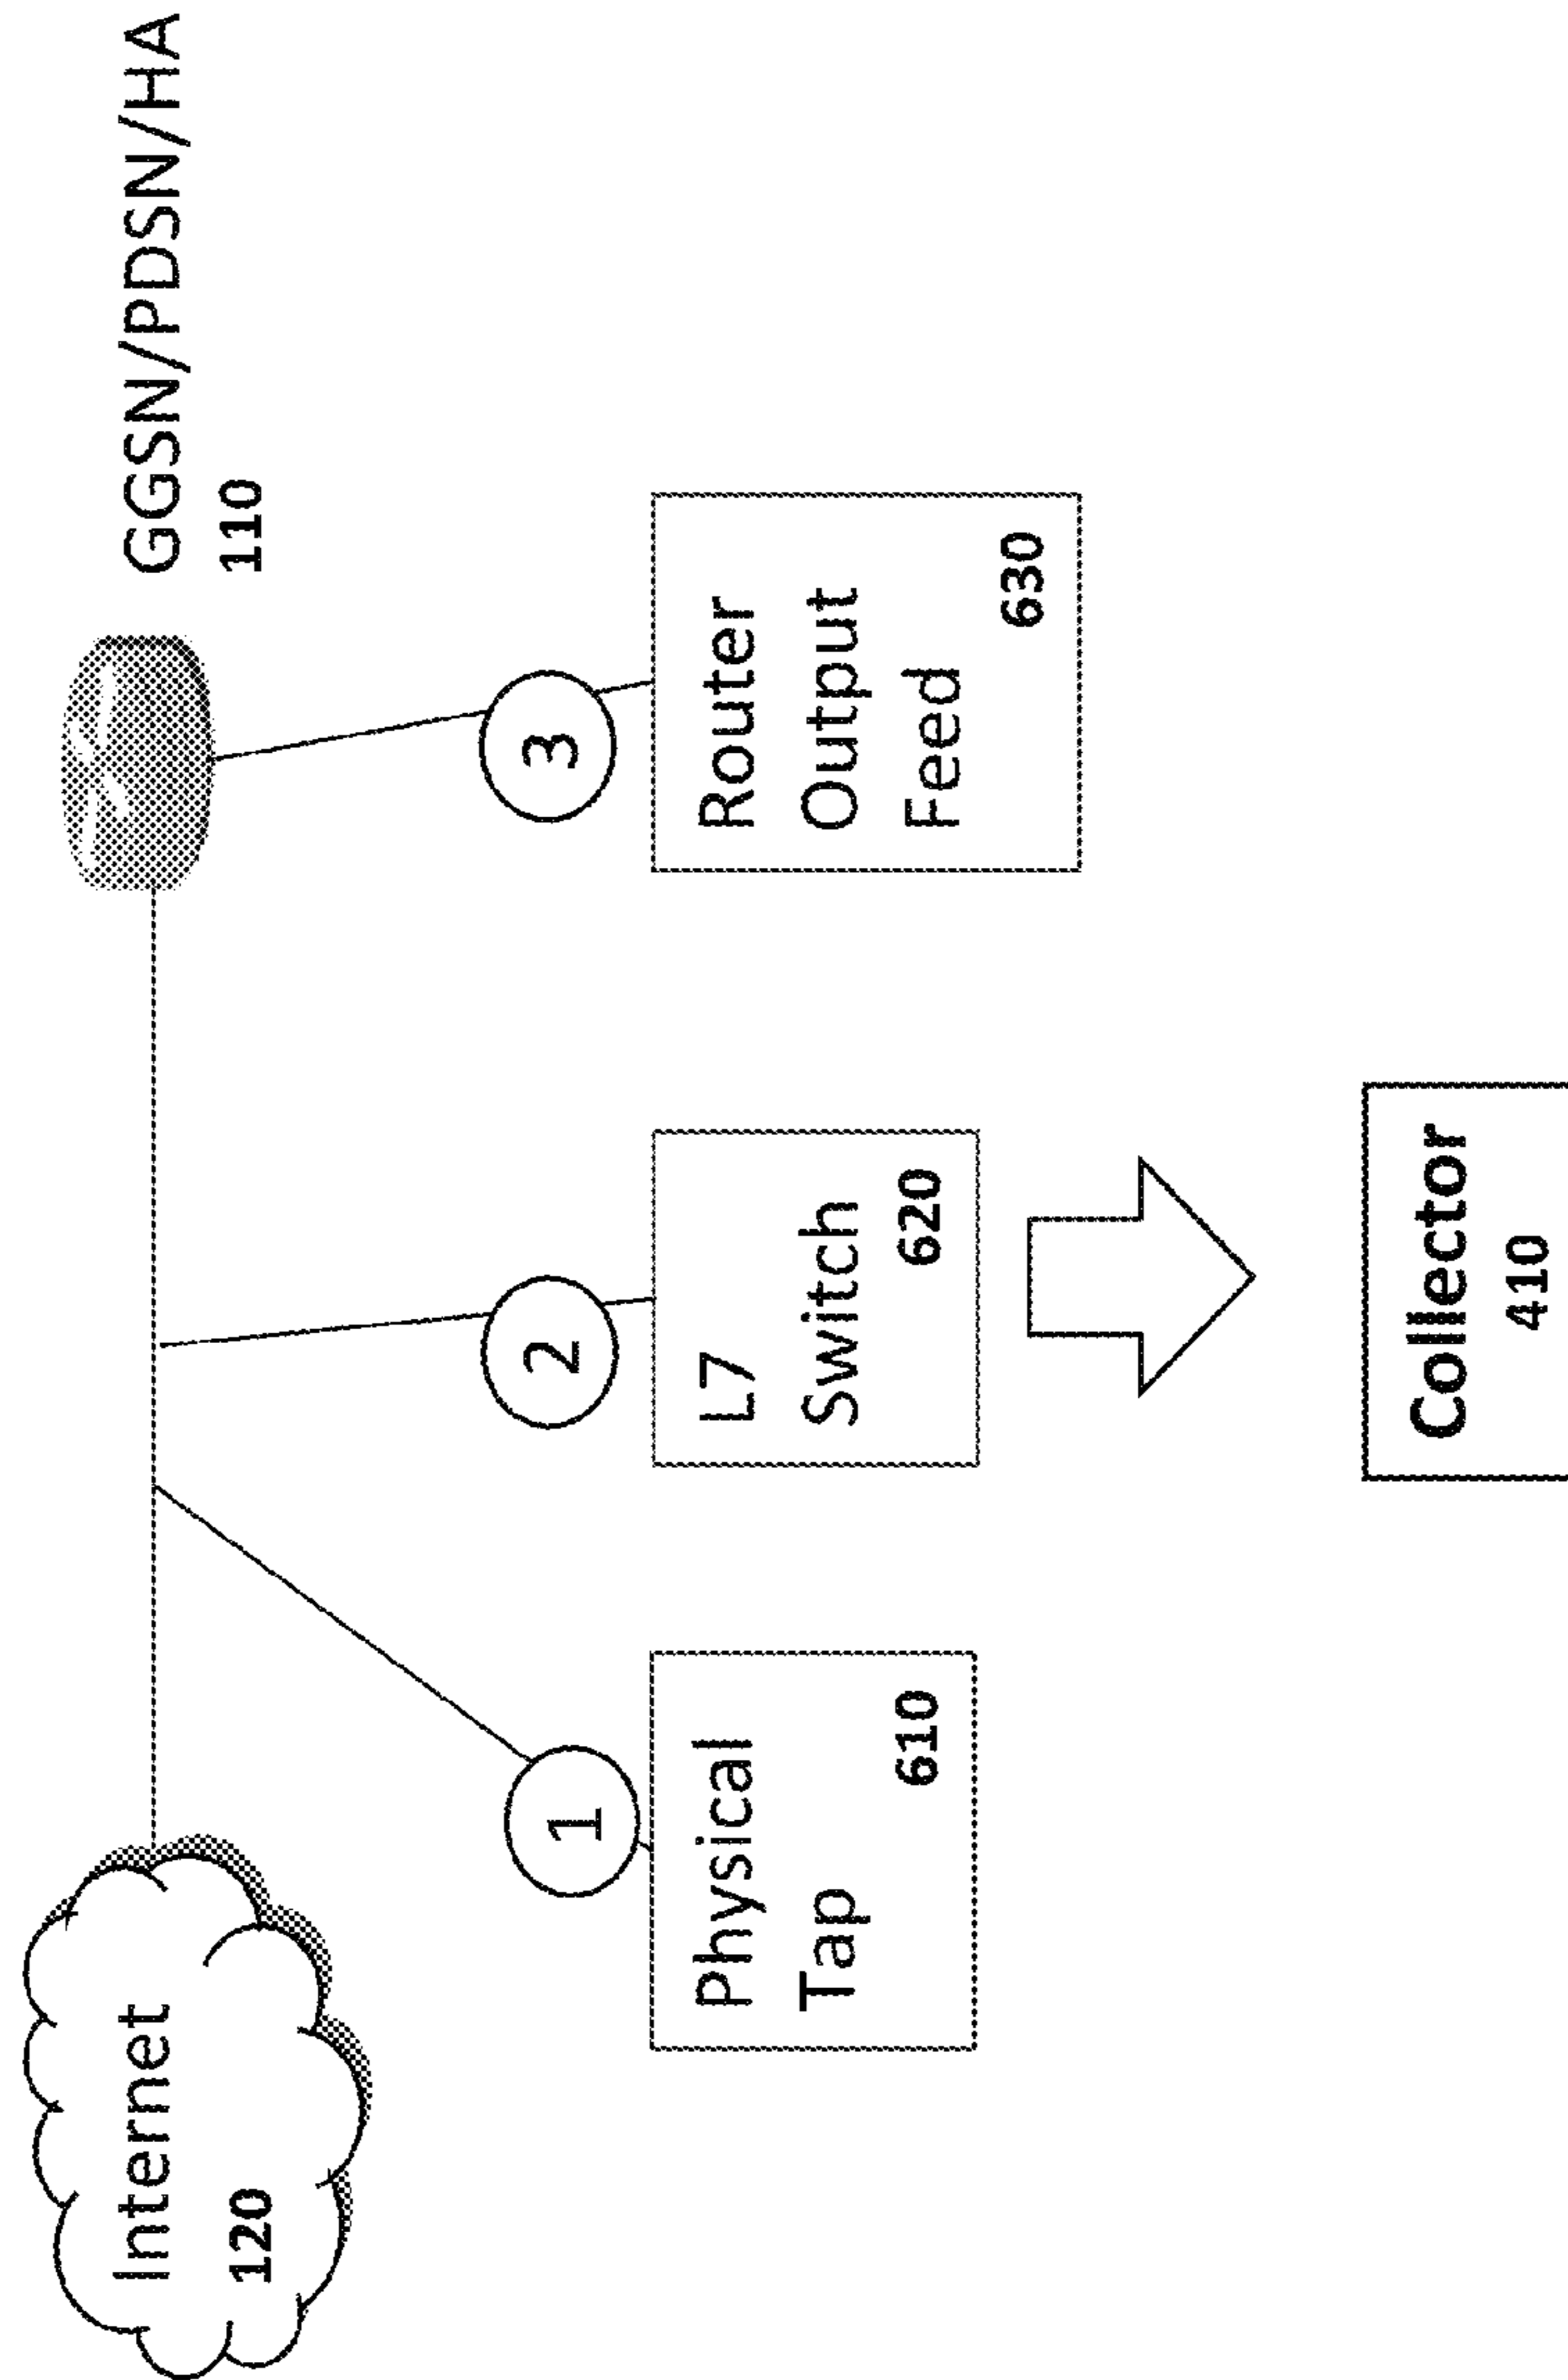 Internet
120
GGSN/PDSN/HA
110
1
2
3
Physical
Tap
610
L7
Switch
620
Router
Output
Feed
630
Collector
410